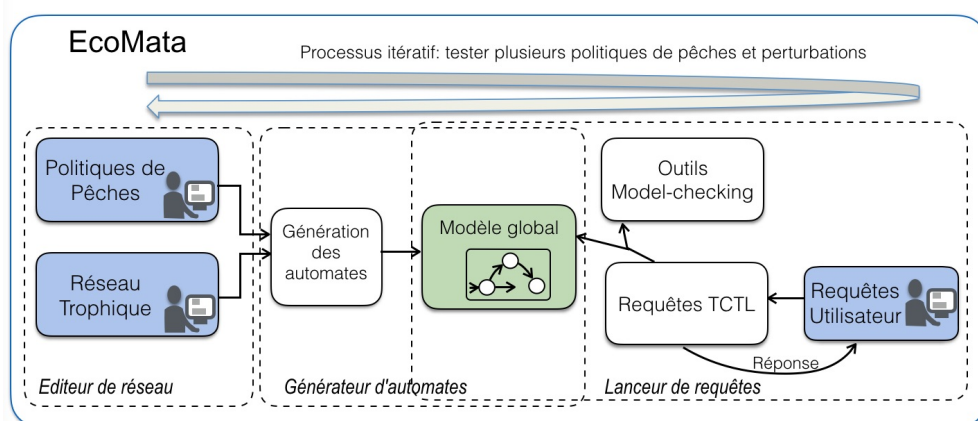 EcoMata
Processus itératif: tester plusieurs politiques de pêches et perturbations
Politiques de
Pêches
Réseau
Trophique
Editeur de réseau
Génération
des
automates
Générateur d'automates
Modèle global
Outils
Model-checking
Requêtes TCTL
Requêtes
Utilisateur
Réponse
Lanceur de requêtes